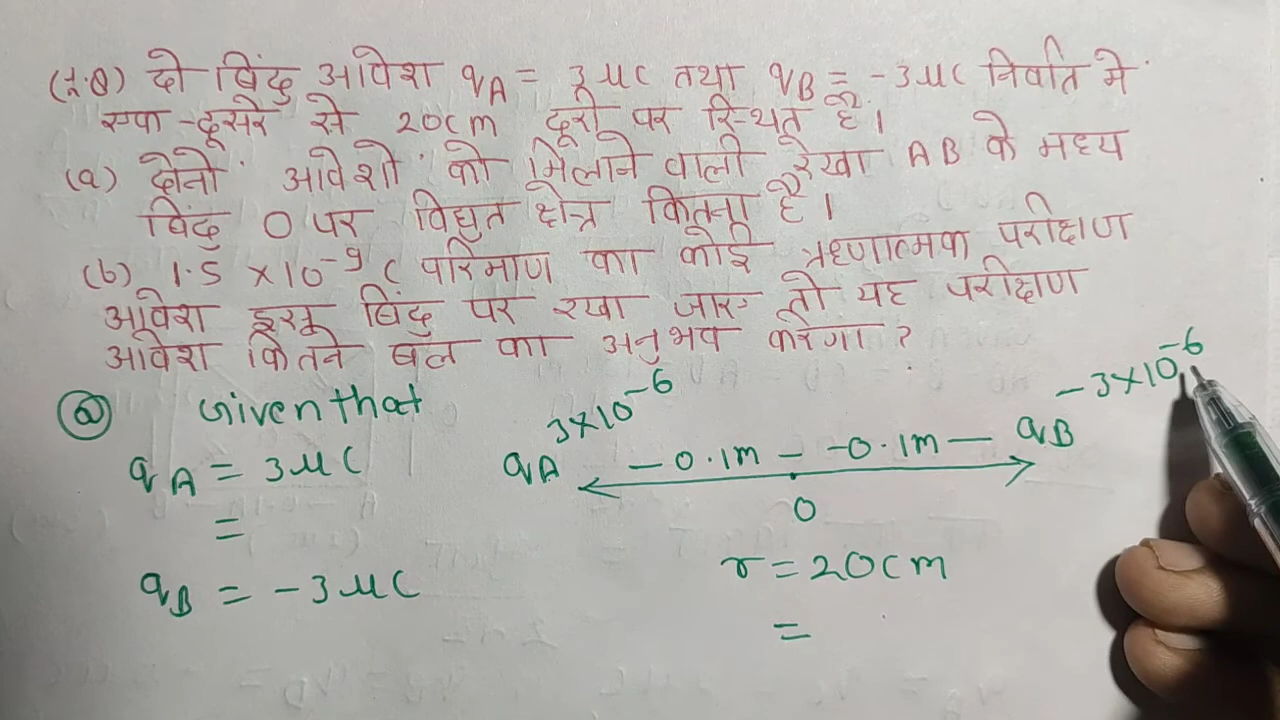 (1.8) दो बिंदु आवेश qA = 3μC तथा qB = -3μC निर्वात में
एक-दूसरे से 20cm दूरी पर स्थित है।
(a) दोनों आवेशों को मिलाने वाली रेखा AB के मध्य
बिंदु O पर विद्युत क्षेत्र कितना है।
(b) 1.5 × 10⁻⁹ C परिमाण का कोई ऋणात्मक परीक्षण
आवेश इस बिंदु पर रखा जाए तो यह परीक्षण
आवेश कितने बल का अनुभव करेगा?
(a) Given that
3×10⁻⁶
-3×10⁻⁶
qA = 3μC
qA -0.1m - -0.1m - qB
=
O
qB = -3μC
r = 20cm
=